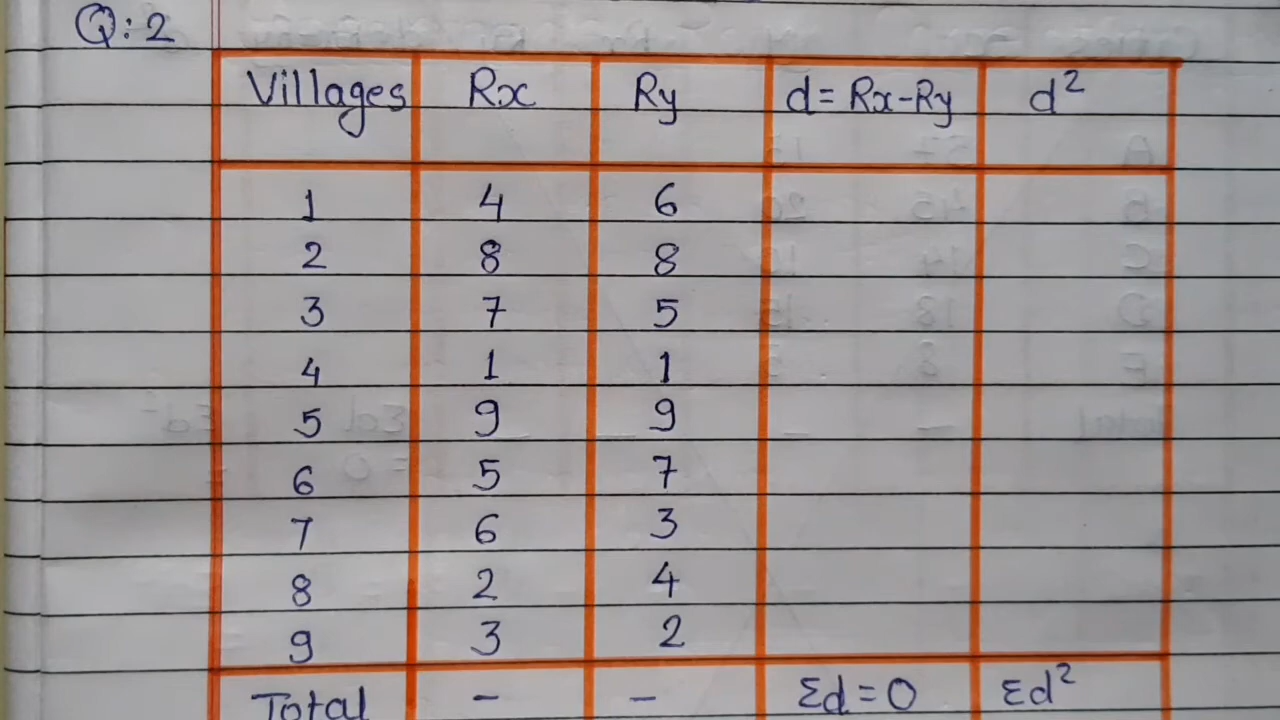 Q:2
Villages Rx Ry d=Rx-Ry d²
1 4 6
2 8 8
3 7 5
4 1 1
5 9 9
6 5 7
7 6 3
8 2 4
9 3 2
Total - - Σd=0 Σd²